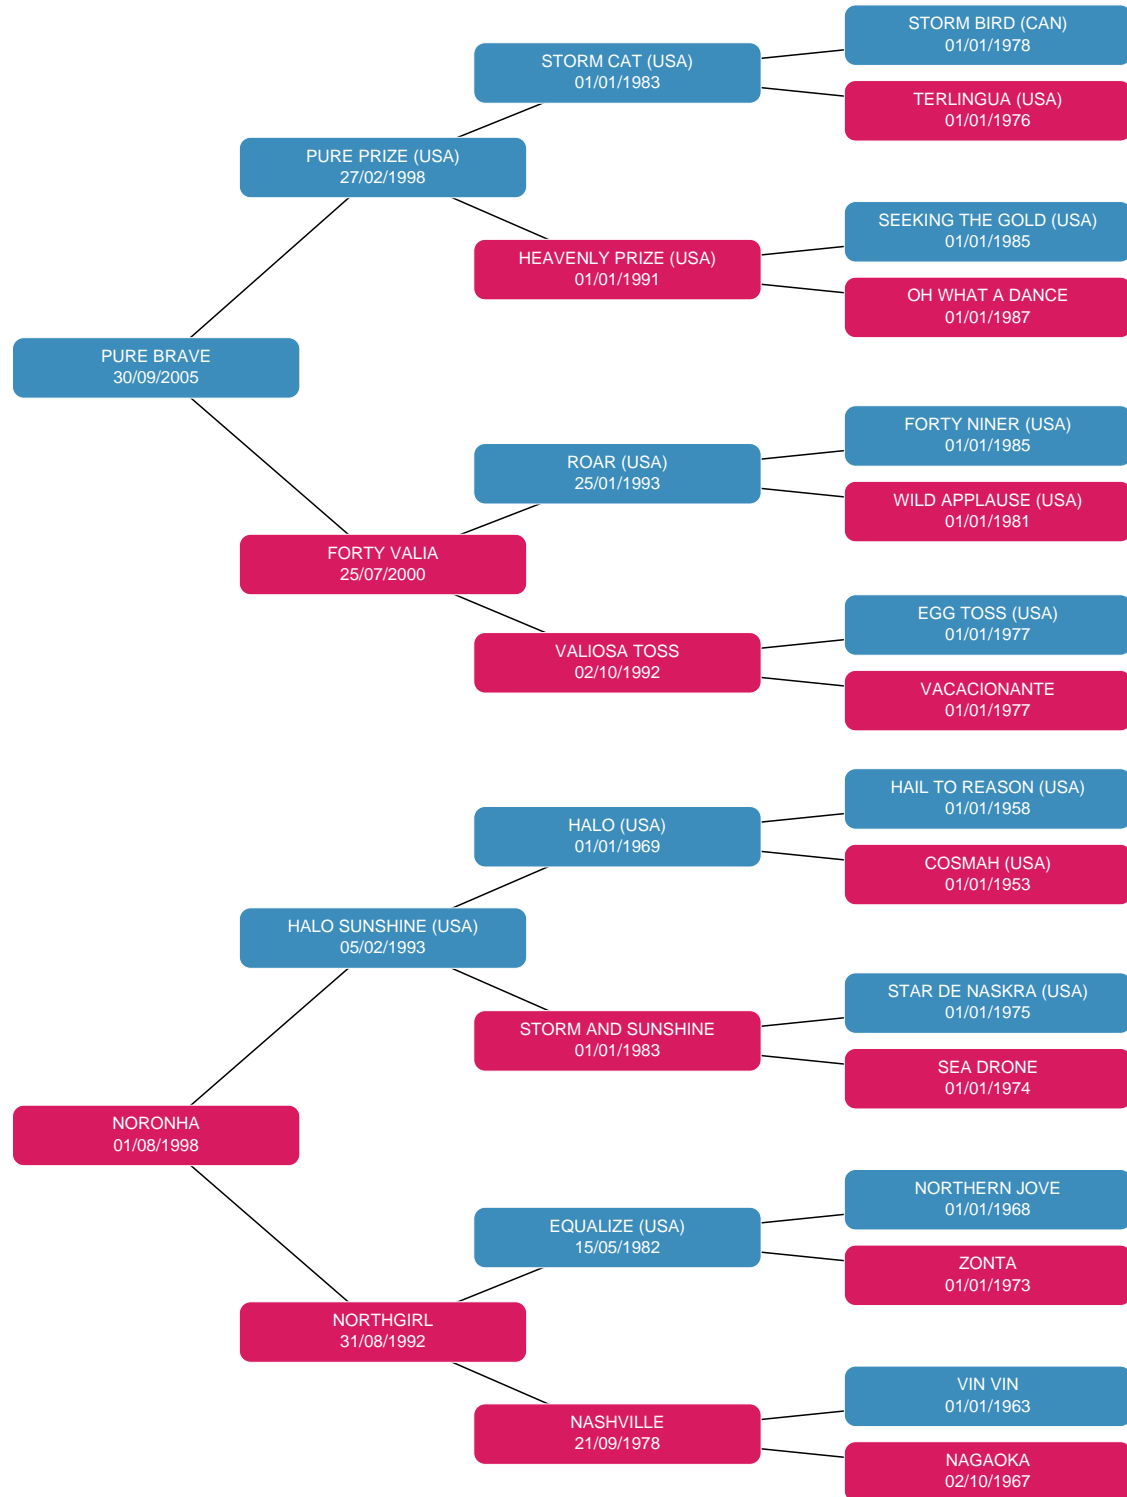 STORM BIRD (CAN)
01/01/1978
STORM CAT (USA)
01/01/1983
TERLINGUA (USA)
01/01/1976
PURE PRIZE (USA)
27/02/1998
SEEKING THE GOLD (USA)
01/01/1985
HEAVENLY PRIZE (USA)
01/01/1991
OH WHAT A DANCE
01/01/1987
PURE BRAVE
30/09/2005
FORTY NINER (USA)
01/01/1985
ROAR (USA)
25/01/1993
WILD APPLAUSE (USA)
01/01/1981
FORTY VALIA
25/07/2000
EGG TOSS (USA)
01/01/1977
VALIOSA TOSS
02/10/1992
VACACIONANTE
01/01/1977
HAIL TO REASON (USA)
01/01/1958
HALO (USA)
01/01/1969
COSMAH (USA)
01/01/1953
HALO SUNSHINE (USA)
05/02/1993
STAR DE NASKRA (USA)
01/01/1975
STORM AND SUNSHINE
01/01/1983
SEA DRONE
01/01/1974
NORONHA
01/08/1998
NORTHERN JOVE
01/01/1968
EQUALIZE (USA)
15/05/1982
ZONTA
01/01/1973
NORTHGIRL
31/08/1992
VIN VIN
01/01/1963
NASHVILLE
21/09/1978
NAGAOKA
02/10/1967